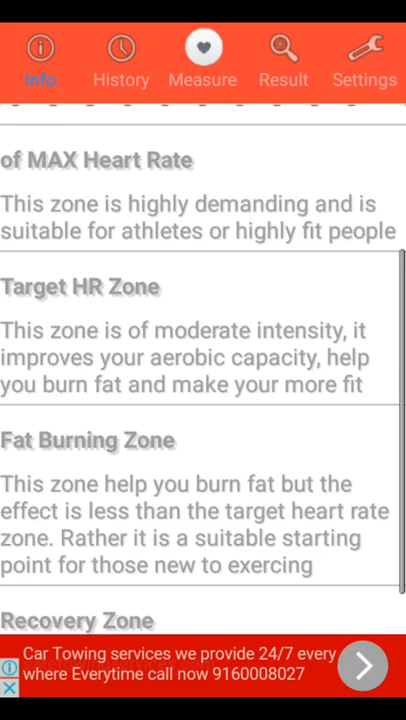 Info History Measure Result Settings
of MAX Heart Rate
This zone is highly demanding and is
suitable for athletes or highly fit people
Target HR Zone
This zone is of moderate intensity, it
improves your aerobic capacity, help
you burn fat and make your more fit
Fat Burning Zone
This zone help you burn fat but the
effect is less than the target heart rate
zone. Rather it is a suitable starting
point for those new to exercing
Recovery Zone
Car Towing services we provide 24/7 every
where Everytime call now 9160008027